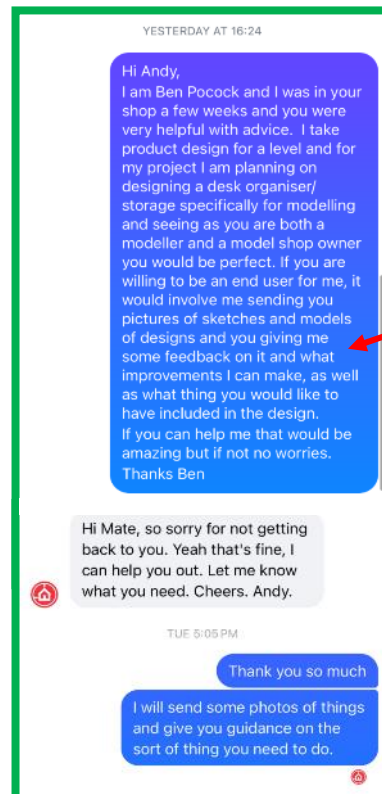 YESTERDAY AT 16:24
Hi Andy,
I am Ben Pocock and I was in your
shop a few weeks and you were
very helpful with advice.  I take
product design for a level and for
my project I am planning on
designing a desk organiser/
storage specifically for modelling
and seeing as you are both a
modeller and a model shop owner
you would be perfect. If you are
willing to be an end user for me, it
would involve me sending you
pictures of sketches and models
of designs and you giving me
some feedback on it and what
improvements I can make, as well
as what thing you would like to
have included in the design.
If you can help me that would be
amazing but if not no worries.
Thanks Ben
Hi Mate, so sorry for not getting
back to you. Yeah that's fine, I
can help you out. Let me know
what you need. Cheers. Andy.
TUE 5:05 PM
Thank you so much
I will send some photos of things
and give you guidance on the
sort of thing you need to do.